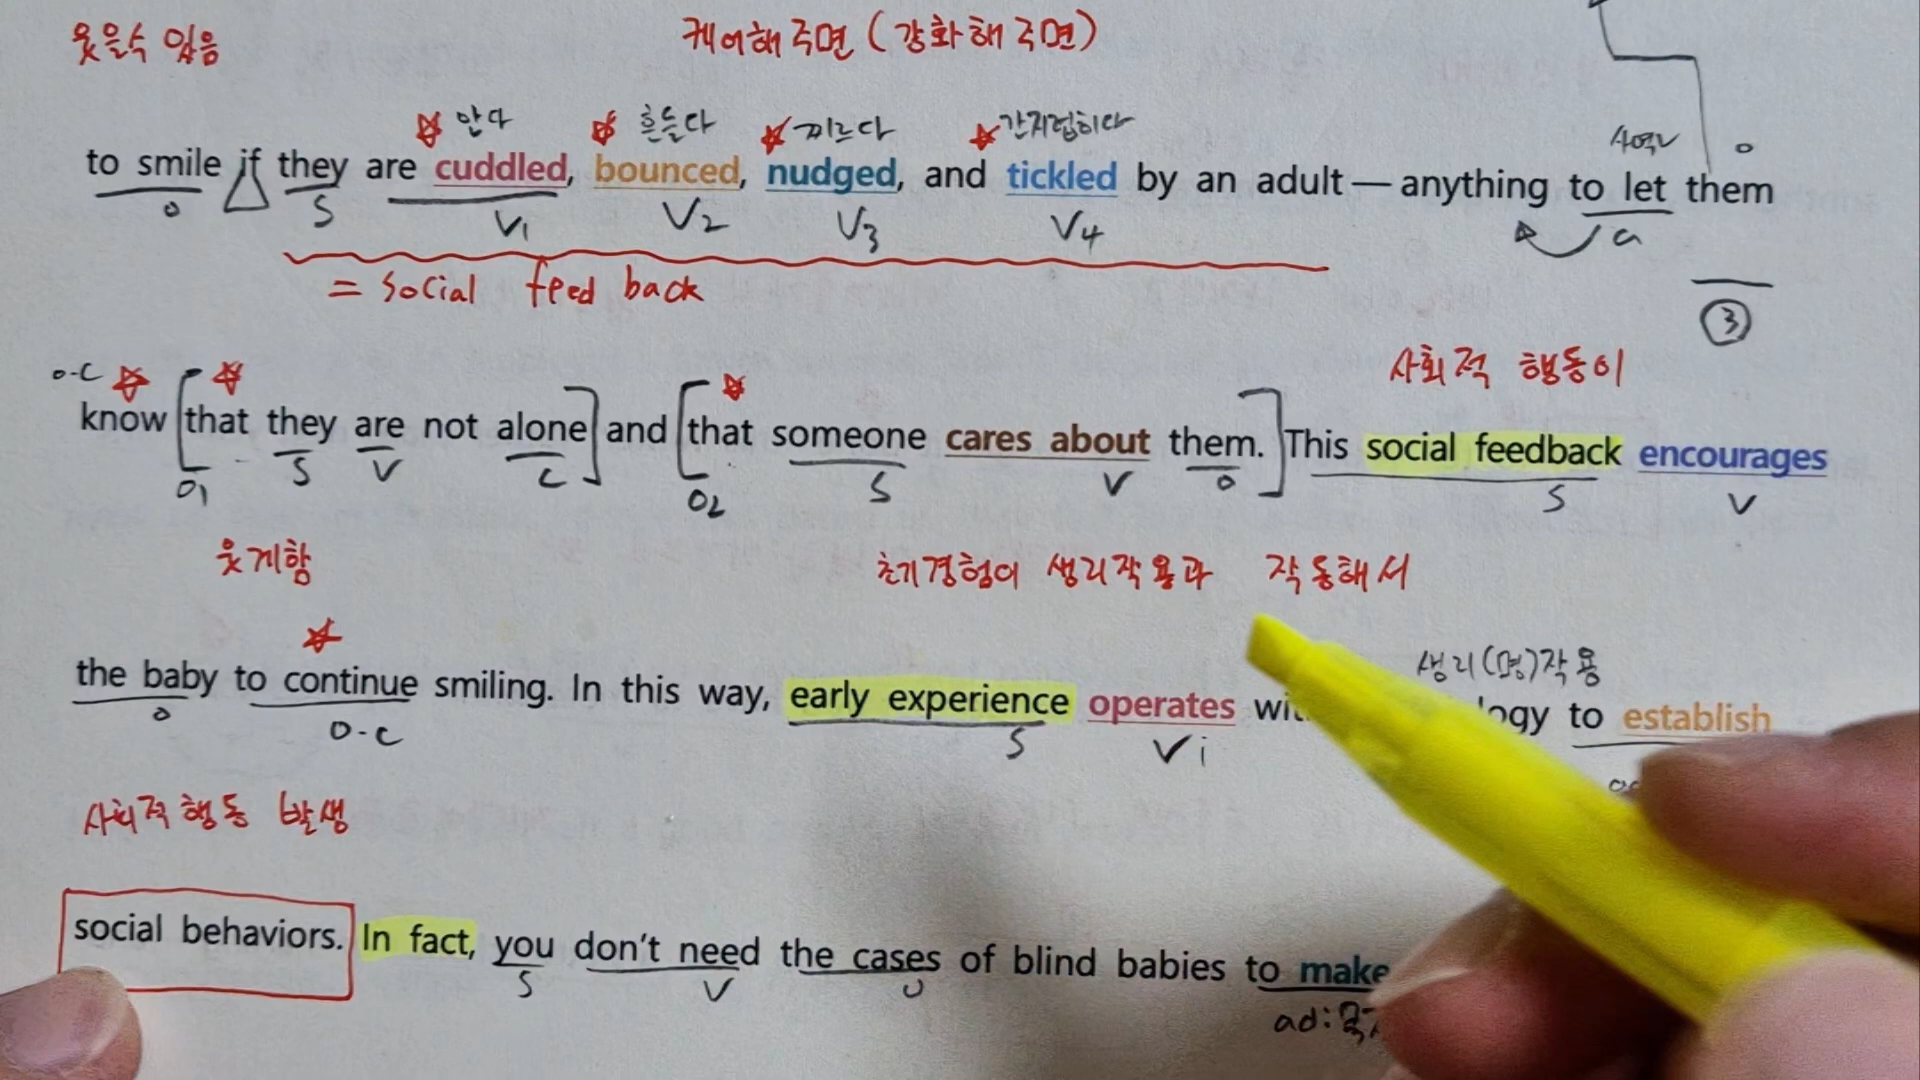 웃을수 있음 케어해주면 (강화해주면)
안다 흔들다 찌르다 간지럽히다 사역v o
to smile if they are cuddled, bounced, nudged, and tickled by an adult — anything to let them
o S V1 V2 V3 V4 a
= Social feed back ③
사회적 행동이
o-c know [that they are not alone] and [that someone cares about them.] This social feedback encourages
o1 S V C o2 S V o S V
웃게함 초기경험이 생리작용과 작동해서
생리(명)작용
the baby to continue smiling. In this way, early experience operates to establish
o o-c S Vi
사회적행동 발생
social behaviors. In fact, you don't need the cases of blind babies to make
S V o
ad: